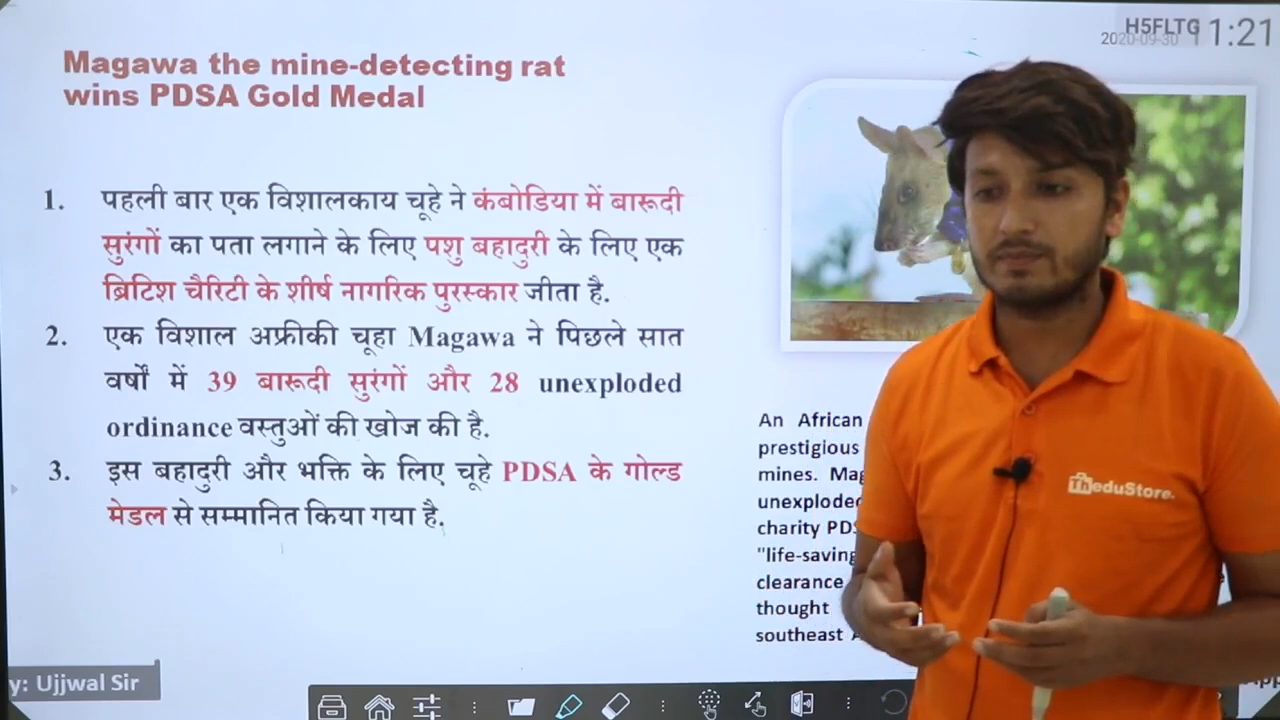 H5FLTG
2020-09-30 11:21
Magawa the mine-detecting rat
wins PDSA Gold Medal
1. पहली बार एक विशालकाय चूहे ने कंबोडिया में बारूदी
सुरंगों का पता लगाने के लिए पशु बहादुरी के लिए एक
ब्रिटिश चैरिटी के शीर्ष नागरिक पुरस्कार जीता है.
2. एक विशाल अफ्रीकी चूहा Magawa ने पिछले सात
वर्षों में 39 बारूदी सुरंगों और 28 unexploded
ordinance वस्तुओं की खोज की है.
3. इस बहादुरी और भक्ति के लिए चूहे PDSA के गोल्ड
मेडल से सम्मानित किया गया है.
An African
prestigious
mines.
unexploded
charity
"life-saving
clearance
thought
southeast
TheduStore.
y: Ujjwal Sir